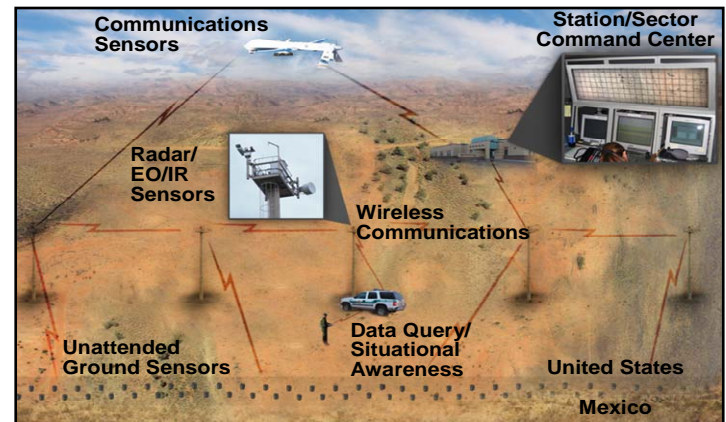 Communications
Sensors
Station/Sector
Command Center
Radar/
EO/IR
Sensors
Wireless
Communications
Unattended
Ground Sensors
Data Query/
Situational
Awareness
United States
Mexico